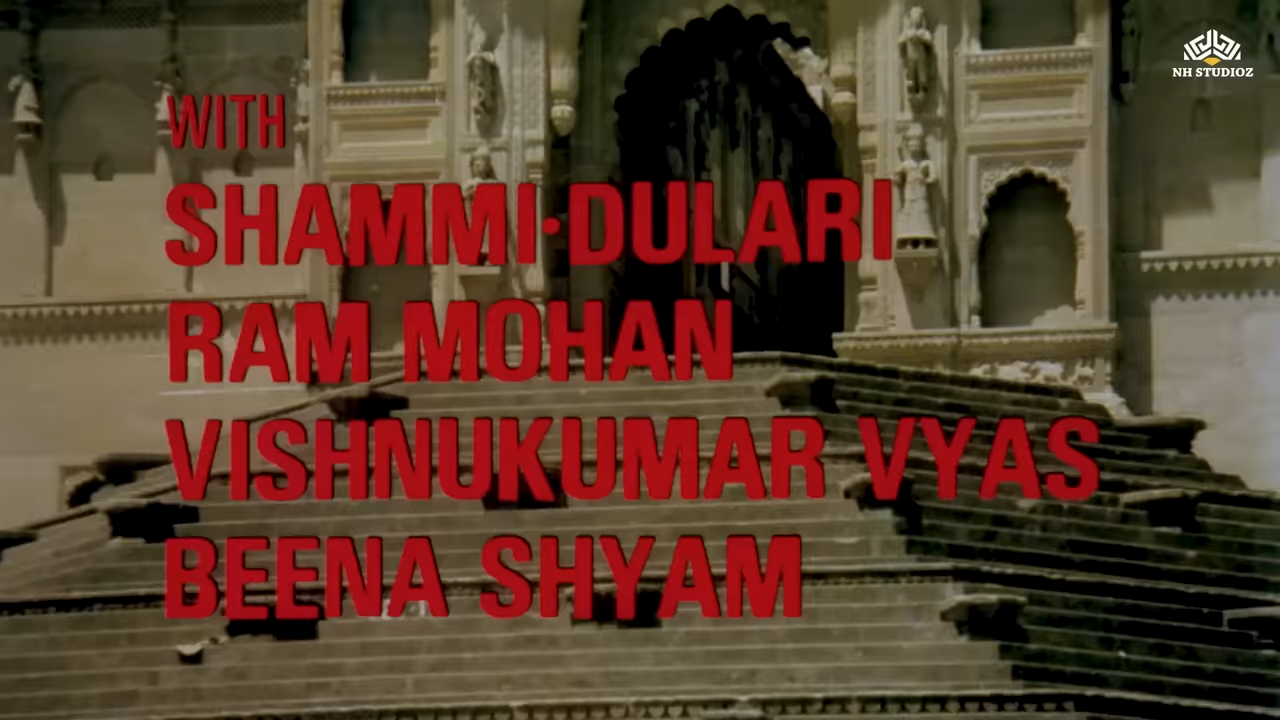 NH STUDIOZ
WITH
SHAMMI·DULARI
RAM MOHAN
VISHNUKUMAR VYAS
BEENA SHYAM